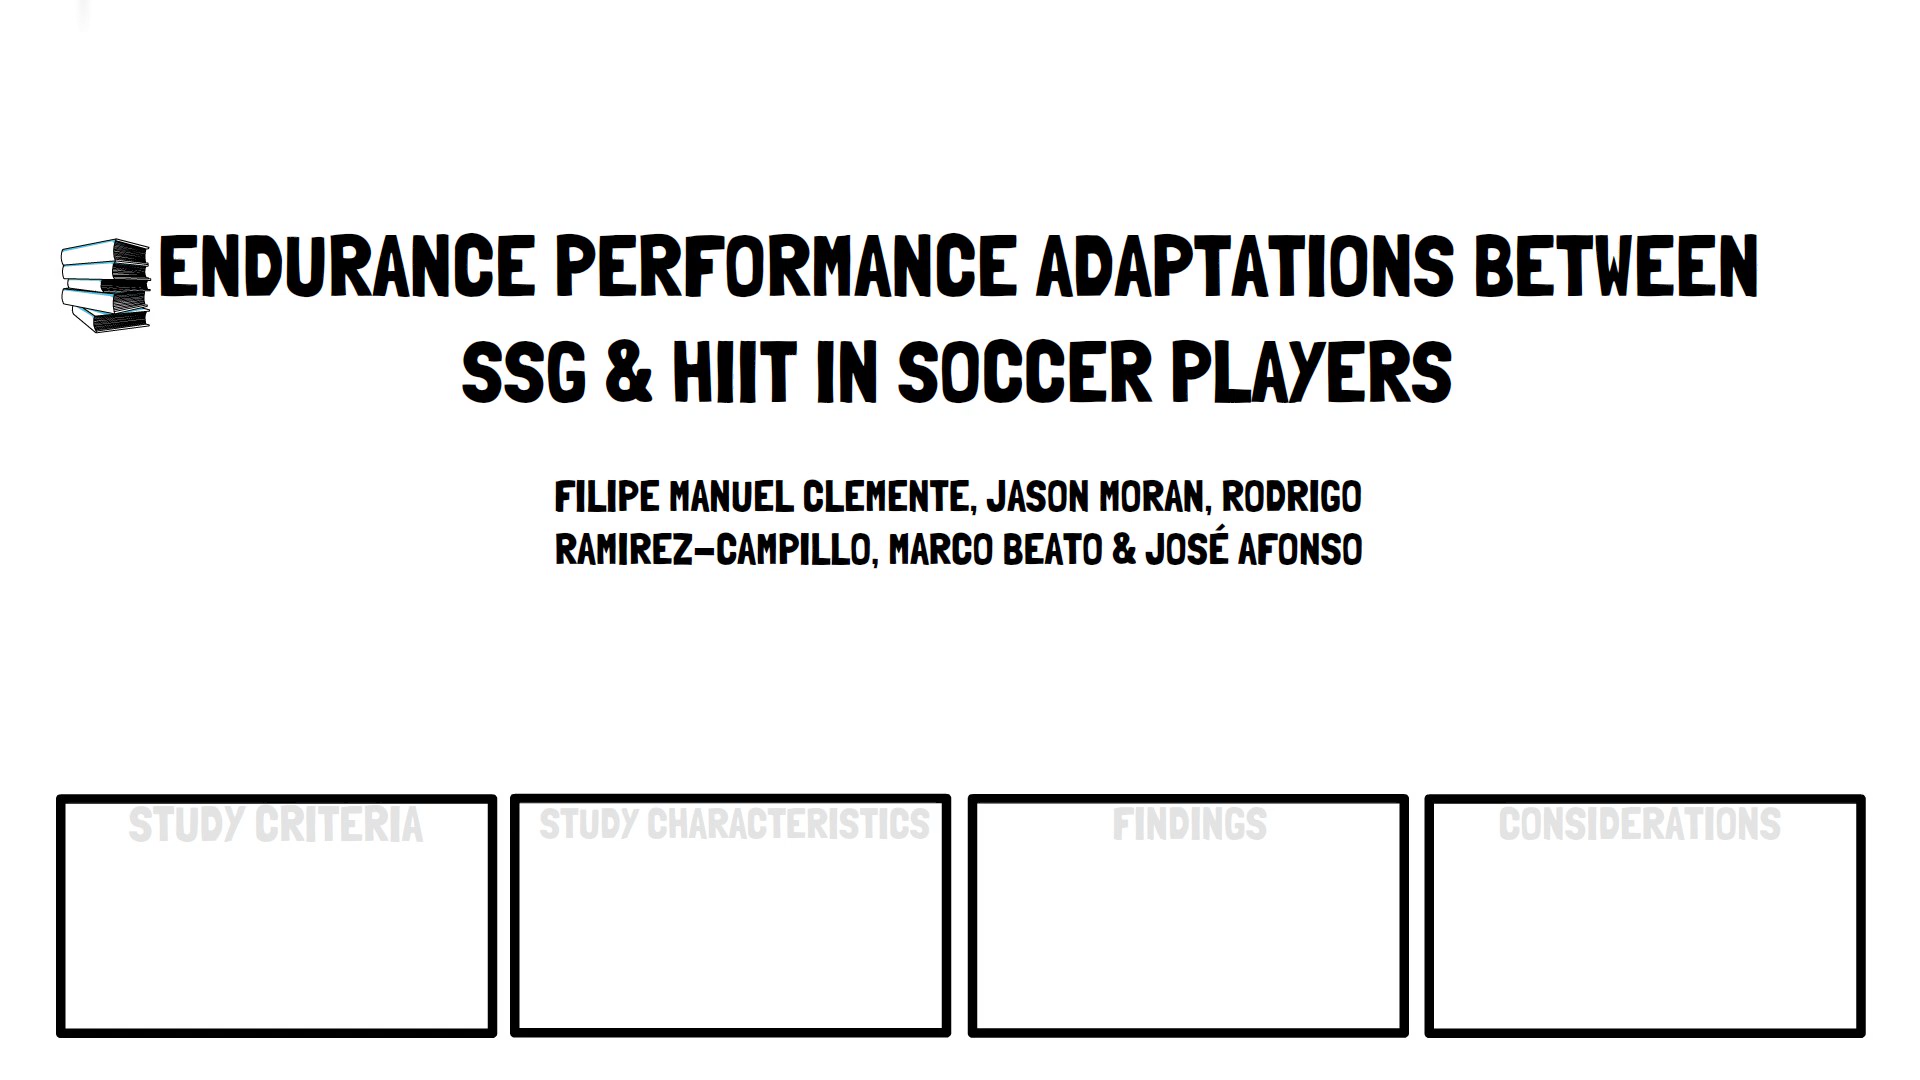 ENDURANCE PERFORMANCE ADAPTATIONS BETWEEN
SSG & HIIT IN SOCCER PLAYERS
FILIPE MANUEL CLEMENTE, JASON MORAN, RODRIGO
RAMIREZ-CAMPILLO, MARCO BEATO & JOSÉ AFONSO
STUDY CRITERIA
STUDY CHARACTERISTICS
FINDINGS
CONSIDERATIONS